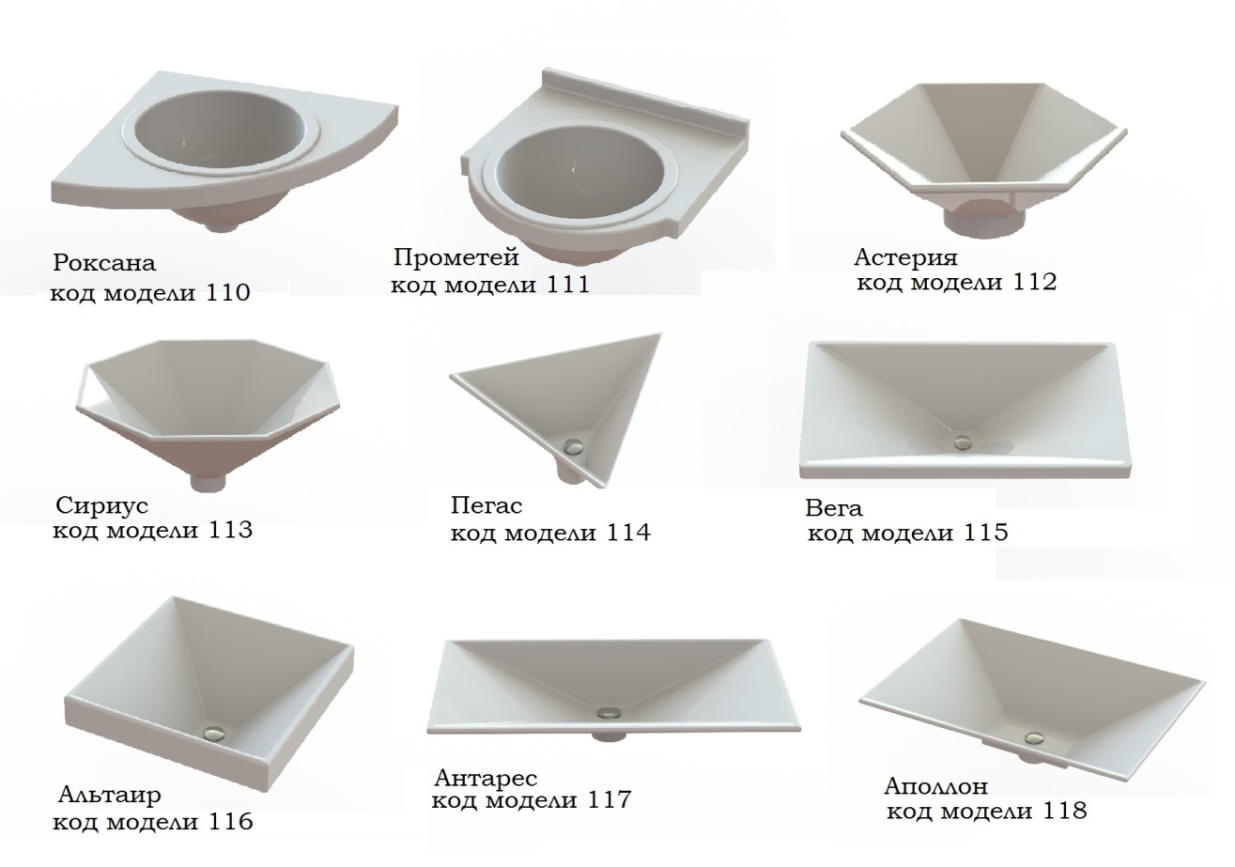 Роксана
код модели 110
Прометей
код модели 111
Астерия
код модели 112
Сириус
код модели 113
Пегас
код модели 114
Вега
код модели 115
Альтаир
код модели 116
Антарес
код модели 117
Аполлон
код модели 118